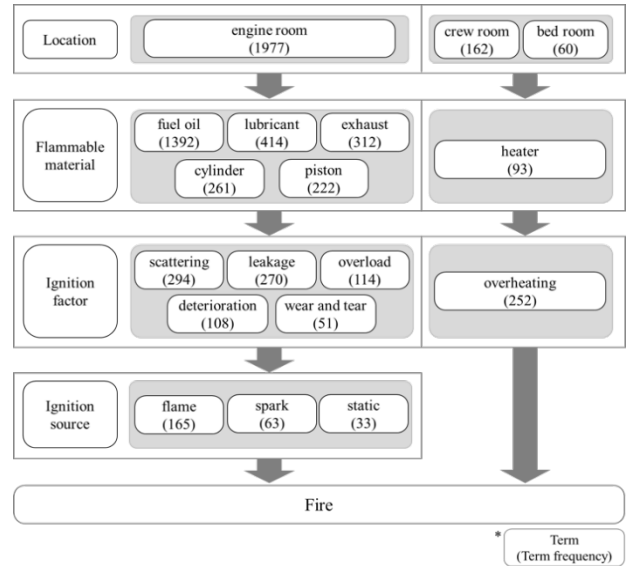 Location
engine room
(1977)
crew room
(162)
bed room
(60)
Flammable
material
fuel oil
(1392)
lubricant
(414)
exhaust
(312)
cylinder
(261)
piston
(222)
heater
(93)
Ignition
factor
scattering
(294)
leakage
(270)
overload
(114)
deterioration
(108)
wear and tear
(51)
overheating
(252)
Ignition
source
flame
(165)
spark
(63)
static
(33)
Fire
* Term
(Term frequency)